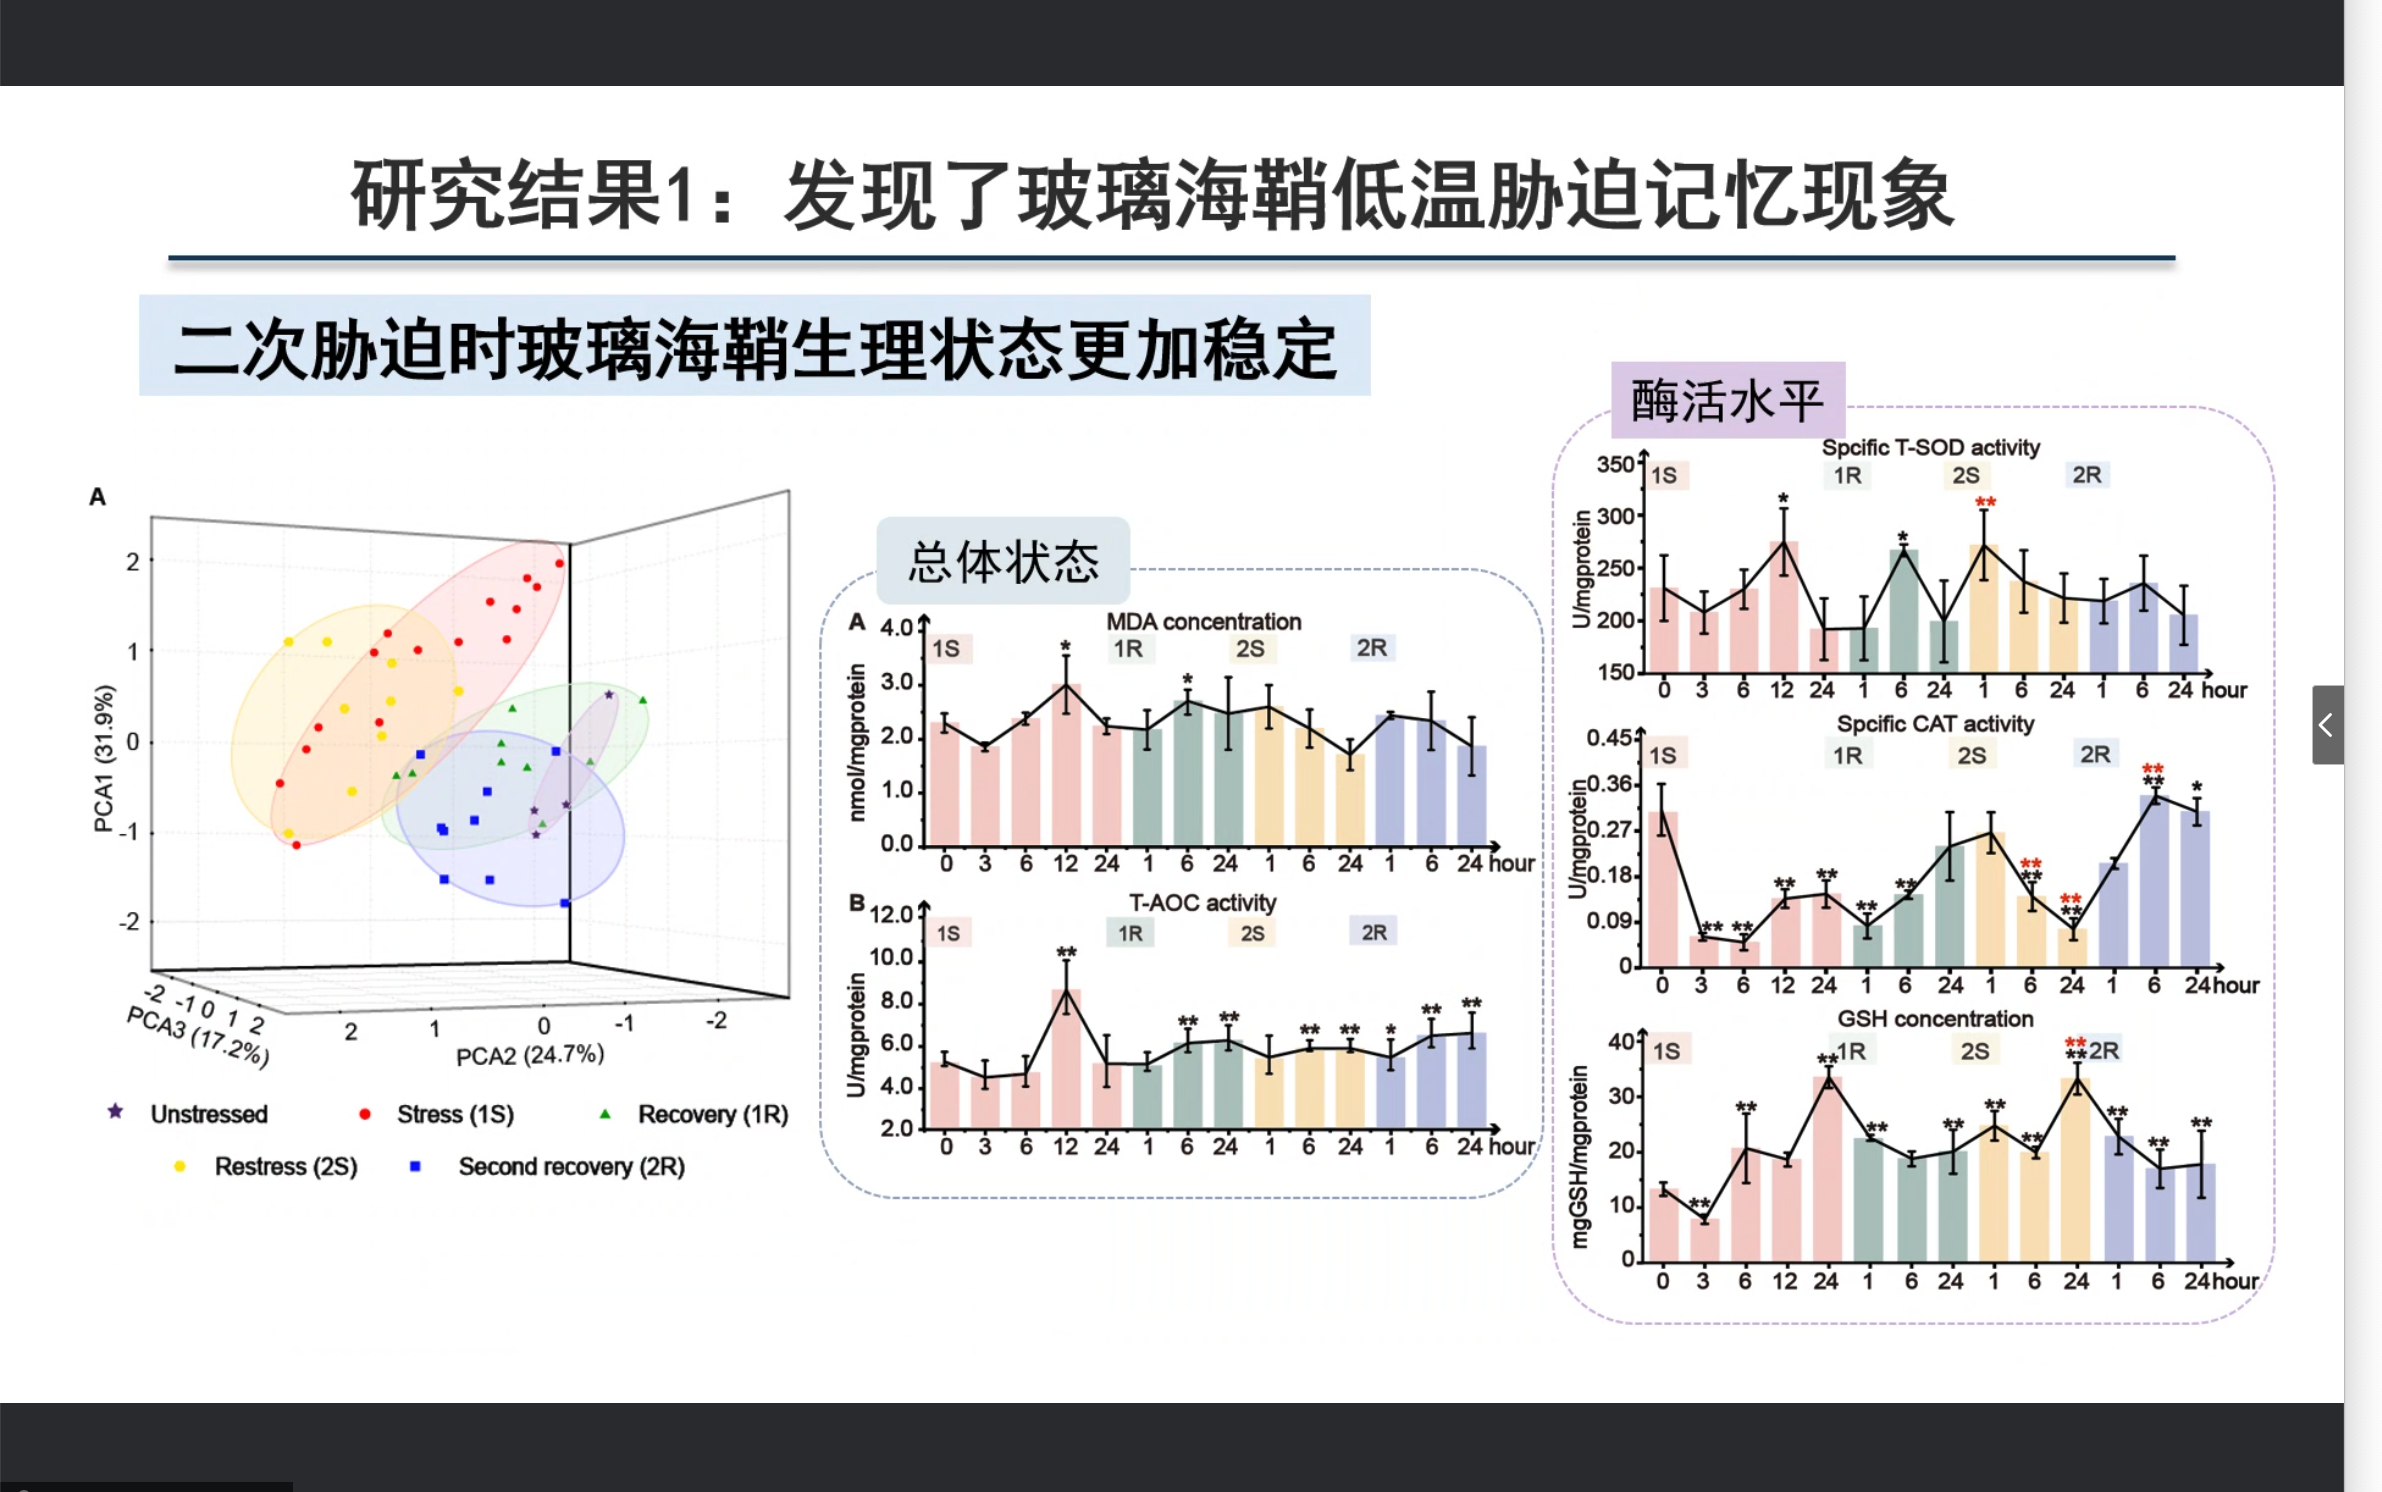 研究结果1：发现了玻璃海鞘低温胁迫记忆现象
二次胁迫时玻璃海鞘生理状态更加稳定
A
2
1
0
-1
-2
PCA1 (31.9%)
-2 -1 0 1 2
PCA3 (17.2%)
2 1 0 -1 -2
PCA2 (24.7%)
Unstressed Stress (1S) Recovery (1R)
Restress (2S) Second recovery (2R)
总体状态
A MDA concentration
1S 1R 2S 2R
4.0
3.0
2.0
1.0
0.0
nmol/mgprotein
* *
0 3 6 12 24 1 6 24 1 6 24 1 6 24 hour
B T-AOC activity
1S 1R 2S 2R
12.0
10.0
8.0
6.0
4.0
2.0
U/mgprotein
** ** ** ** ** * ** **
0 3 6 12 24 1 6 24 1 6 24 1 6 24 hour
酶活水平
Spcific T-SOD activity
1S 1R 2S 2R
350
300
250
200
150
U/mgprotein
* * **
0 3 6 12 24 1 6 24 1 6 24 1 6 24 hour
Spcific CAT activity
1S 1R 2S 2R
0.45
0.36
0.27
0.18
0.09
0
U/mgprotein
** ** ** ** ** ** ** ** ** ** ** ** *
0 3 6 12 24 1 6 24 1 6 24 1 6 24 hour
GSH concentration
1S 1R 2S 2R
40
30
20
10
0
mgGSH/mgprotein
** ** ** ** ** ** ** ** ** ** ** **
0 3 6 12 24 1 6 24 1 6 24 1 6 24 hour